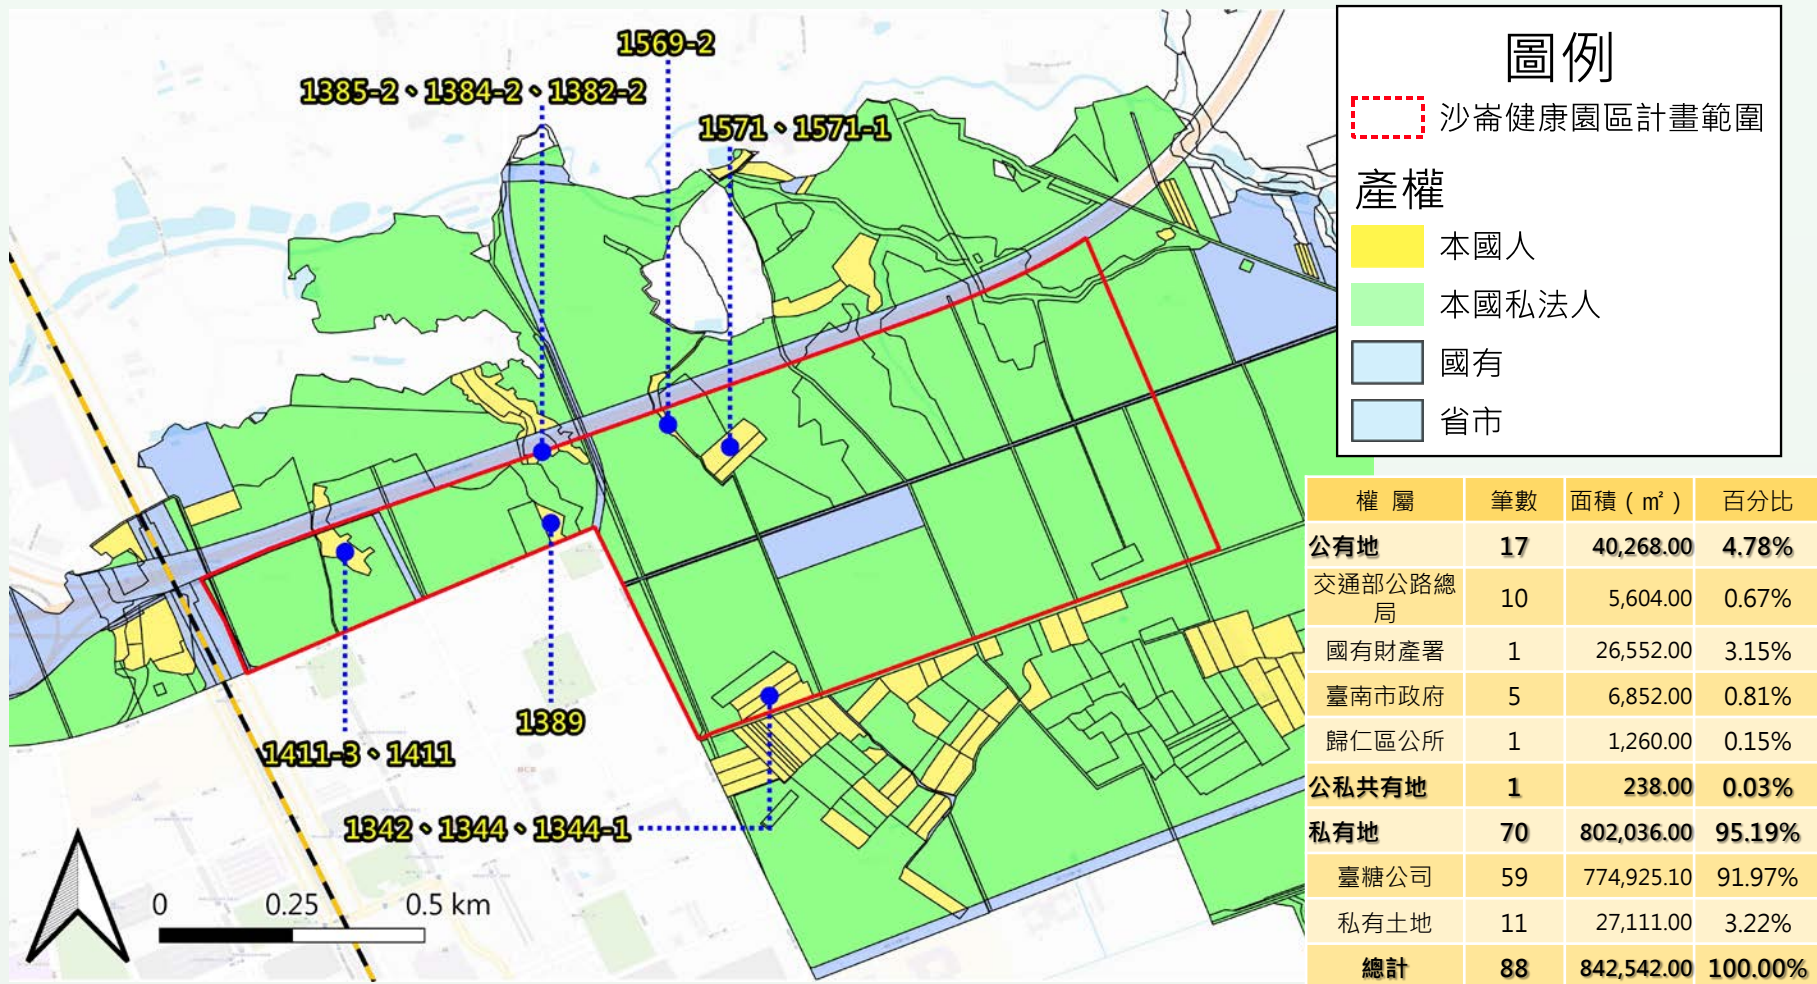 1569-2
1385-2、1384-2、1382-2
1571、1571-1
1389
1411-3、1411
1342、1344、1344-1
0 0.25 0.5 km
圖例
沙崙健康園區計畫範圍
產權
本國人
本國私法人
國有
省市
權 屬 筆數 面積(㎡) 百分比
公有地 17 40,268.00 4.78%
交通部公路總
局 10 5,604.00 0.67%
國有財產署 1 26,552.00 3.15%
臺南市政府 5 6,852.00 0.81%
歸仁區公所 1 1,260.00 0.15%
公私共有地 1 238.00 0.03%
私有地 70 802,036.00 95.19%
臺糖公司 59 774,925.10 91.97%
私有土地 11 27,111.00 3.22%
總計 88 842,542.00 100.00%